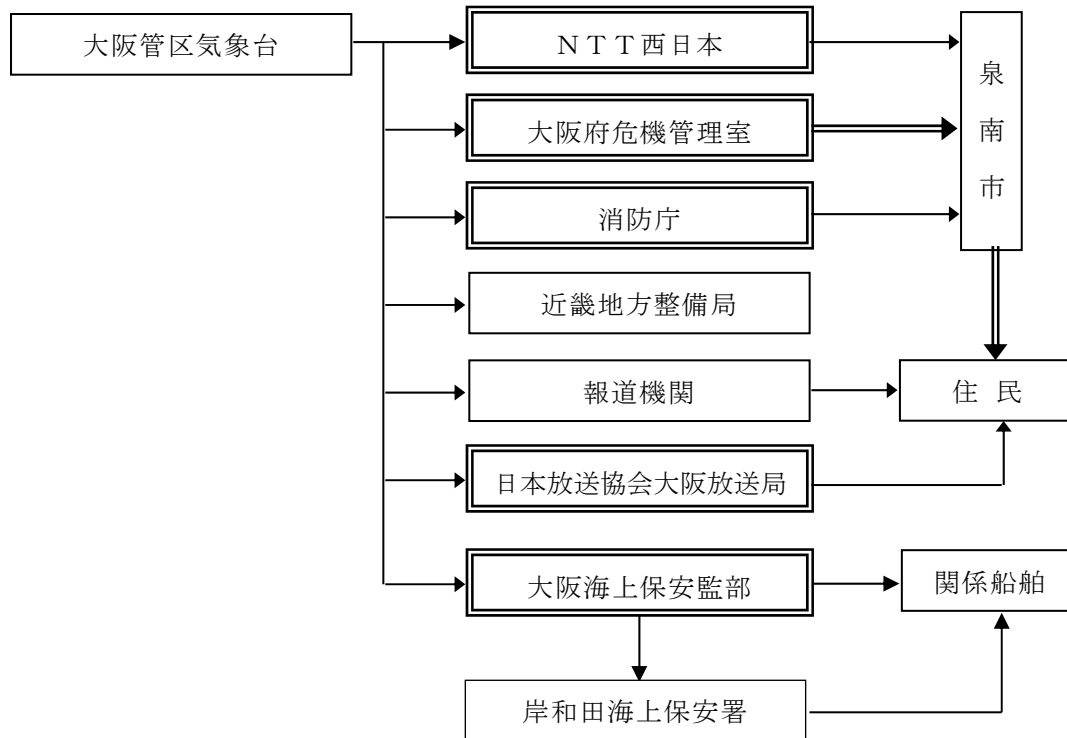 大阪管区気象台
ＮＴＴ西日本
大阪府危機管理室
消防庁
近畿地方整備局
報道機関
日本放送協会大阪放送局
大阪海上保安監部
岸和田海上保安署
泉南市
住民
関係船舶